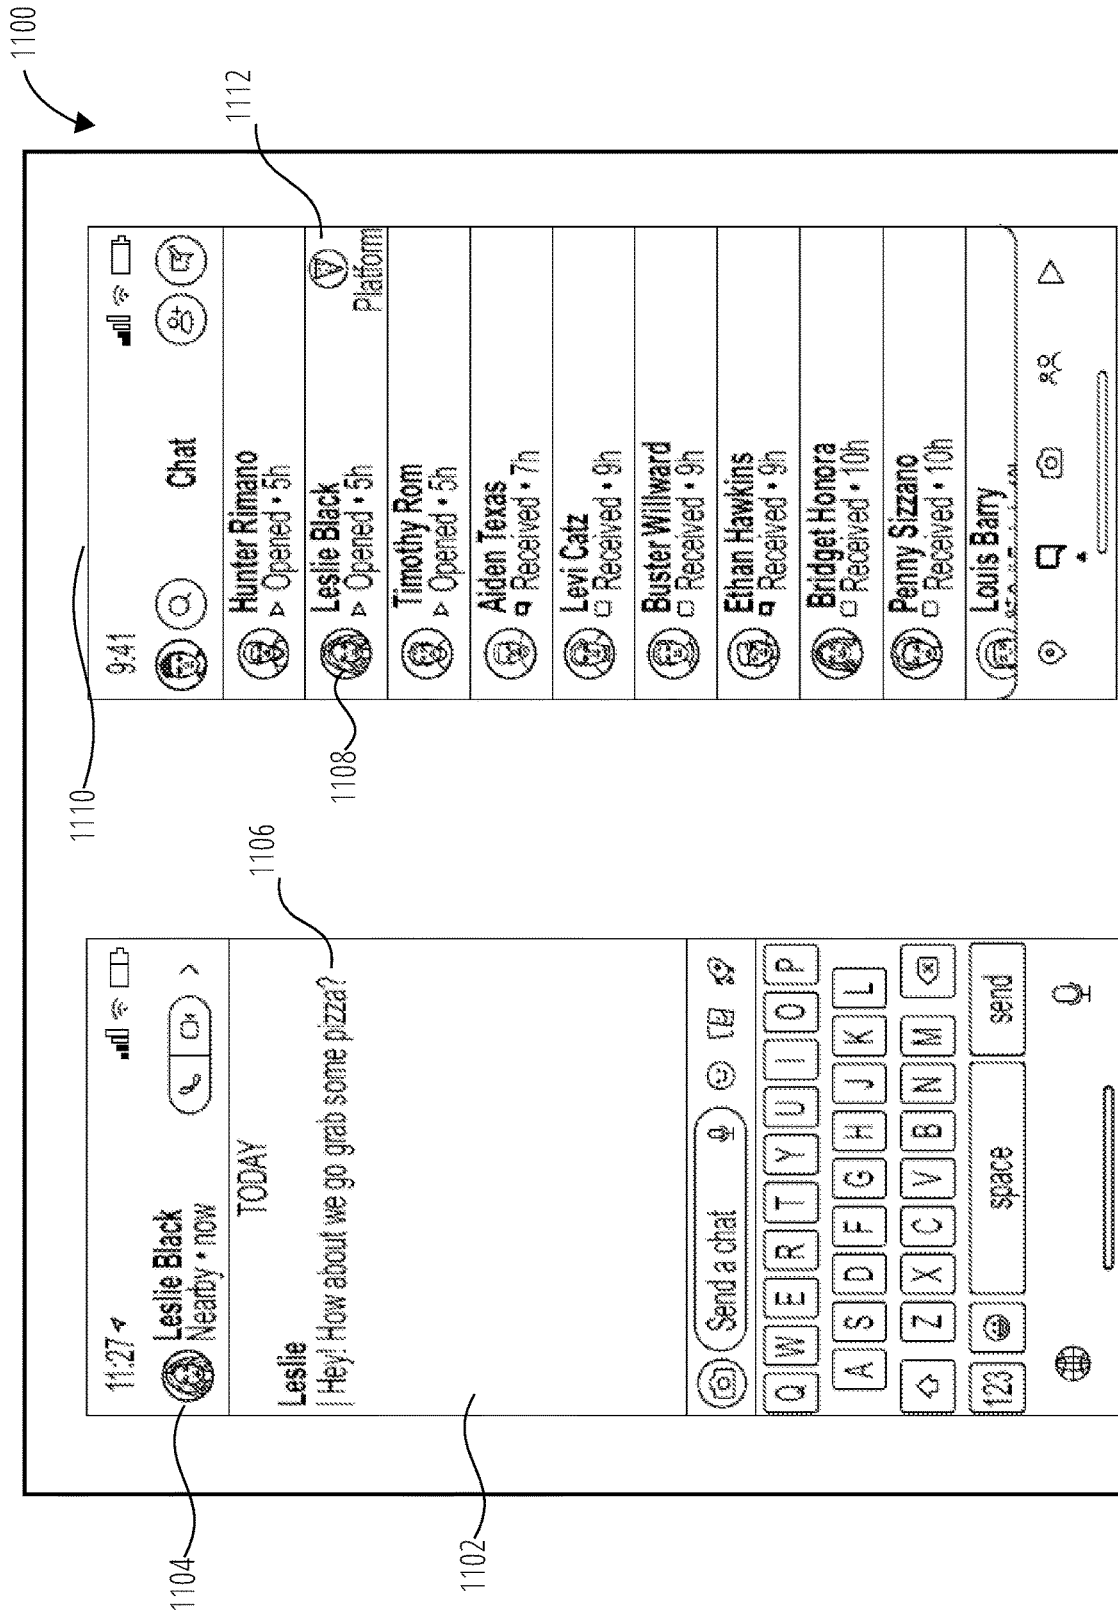 1100
1104
1102
1106
11:27
Leslie Black
Nearby • now
TODAY
Leslie
Hey! How about we go grab some pizza?
Send a chat
Q W E R T Y U I O P
A S D F G H J K L
Z X C V B N M
123 space send
1110
1108
1112
9:41
Chat
Hunter Rimano
Opened • 5h
Leslie Black
Opened • 5h
Platform
Timothy Rom
Opened • 5h
Aiden Texas
Received • 7h
Levi Catz
Received • 9h
Buster Willward
Received • 9h
Ethan Hawkins
Received • 9h
Bridget Honora
Received • 10h
Penny Sizzano
Received • 10h
Louis Barry